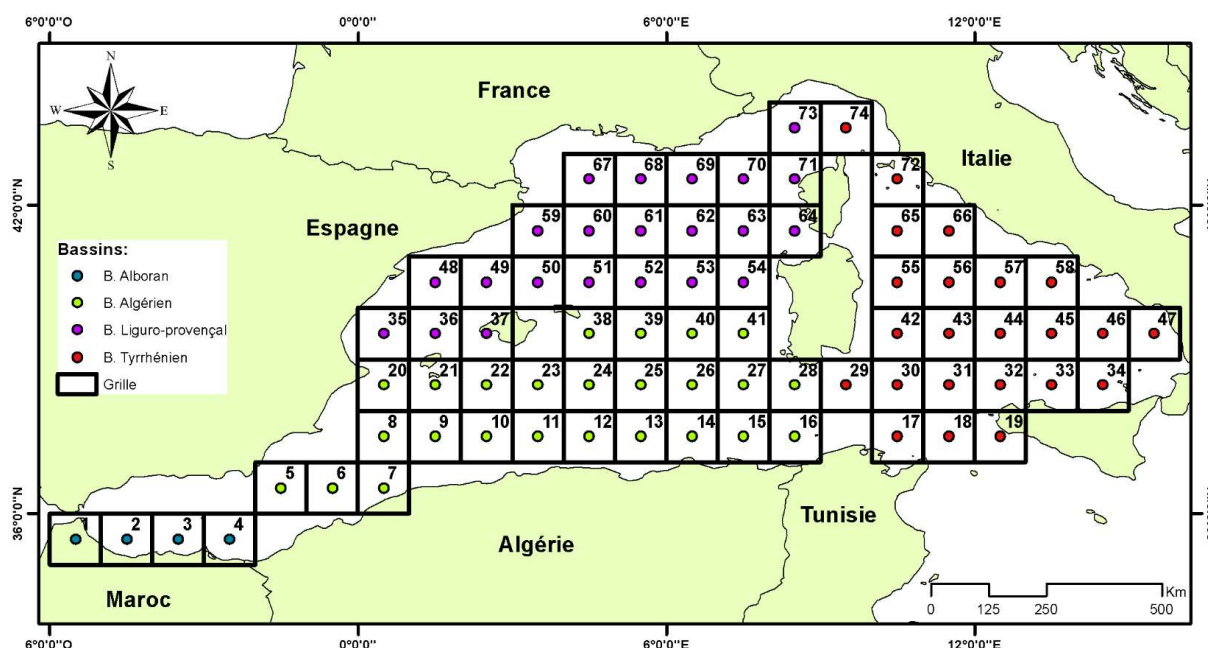 6°0'0"O 0°0'0" 6°0'0"E 12°0'0"E
N
W E
S
France
Italie
Espagne
42°0'0"N
Bassins:
B. Alboran
B. Algérien
B. Liguro-provençal
B. Tyrrhénien
Grille
73 74
67 68 69 70 71 72
59 60 61 62 63 64 65 66
48 49 50 51 52 53 54 55 56 57 58
35 36 37 38 39 40 41 42 43 44 45 46 47
20 21 22 23 24 25 26 27 28 29 30 31 32 33 34
8 9 10 11 12 13 14 15 16 17 18 19
5 6 7
36°0'0"N
1 2 3 4
Tunisie
Algérie
Maroc
Km
0 125 250 500
6°0'0"O 0°0'0" 6°0'0"E 12°0'0"E